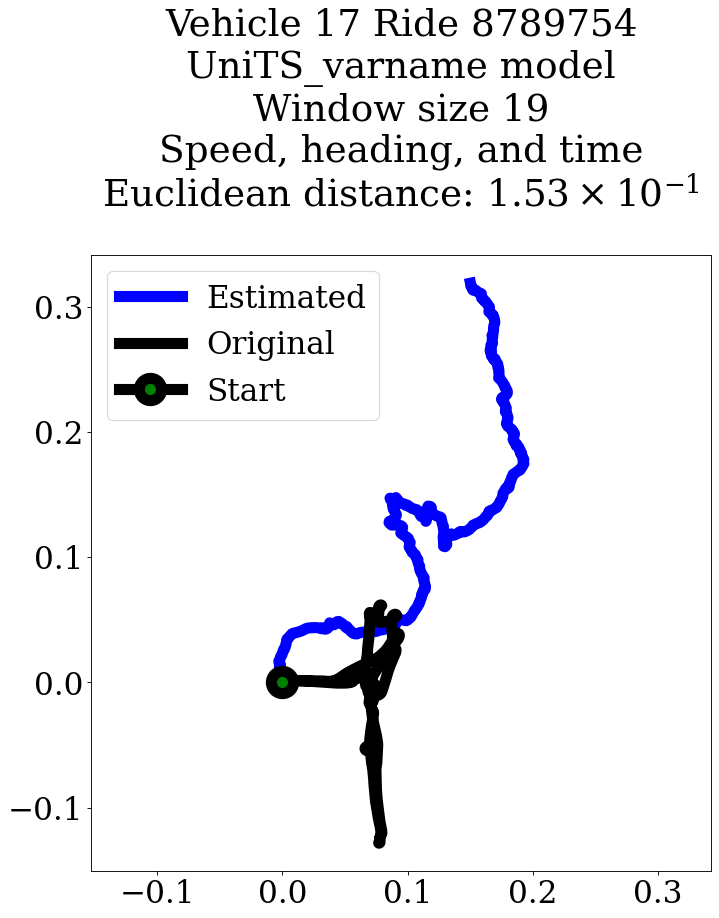 Vehicle 17 Ride 8789754
UniTS_varname model
Window size 19
Speed, heading, and time
Euclidean distance: 1.53 × 10⁻¹
Estimated
Original
Start
0.3
0.2
0.1
0.0
−0.1
−0.1 0.0 0.1 0.2 0.3